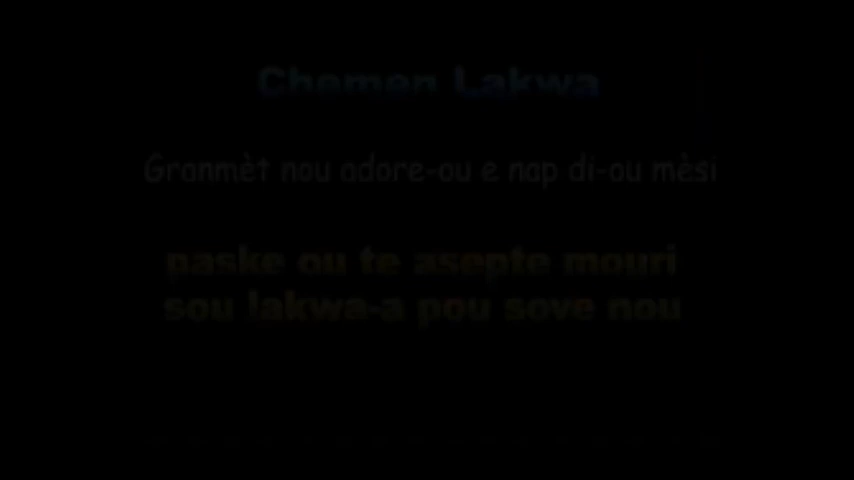 Chemen Lakwa
Granmèt nou adore-ou e nap di-ou mèsi
paske ou te asepte mouri
sou lakwa-a pou sove nou